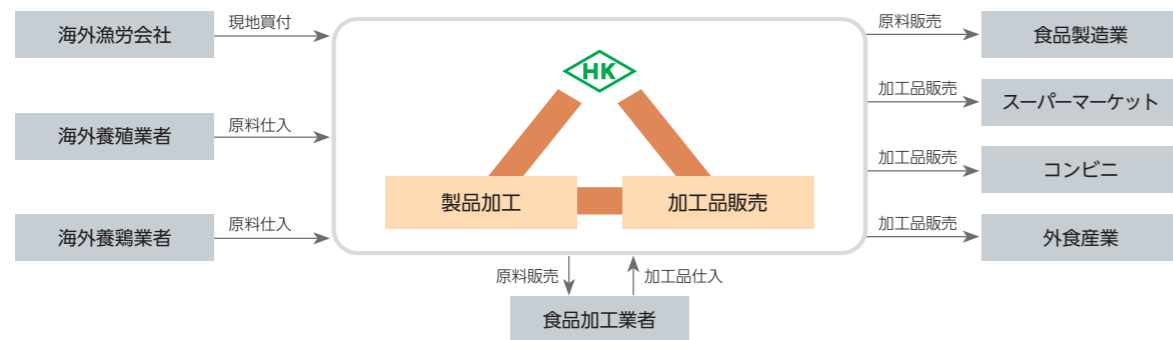 海外漁労会社
現地買付
原料販売
食品製造業
HK
加工品販売
スーパーマーケット
海外養殖業者
原料仕入
加工品販売
コンビニ
製品加工
加工品販売
海外養鶏業者
原料仕入
加工品販売
外食産業
原料販売
加工品仕入
食品加工業者